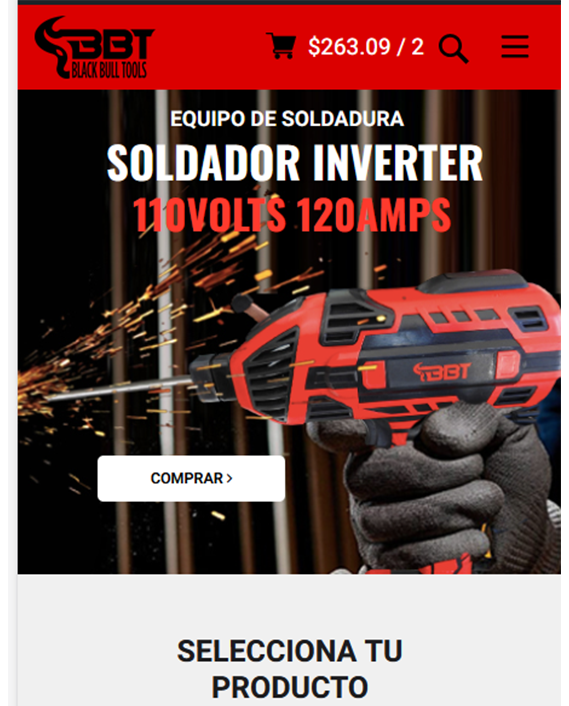 BBT
BLACK BULL TOOLS
$263.09 / 2
EQUIPO DE SOLDADURA
SOLDADOR INVERTER
110VOLTS 120AMPS
BBT
COMPRAR
SELECCIONA TU
PRODUCTO